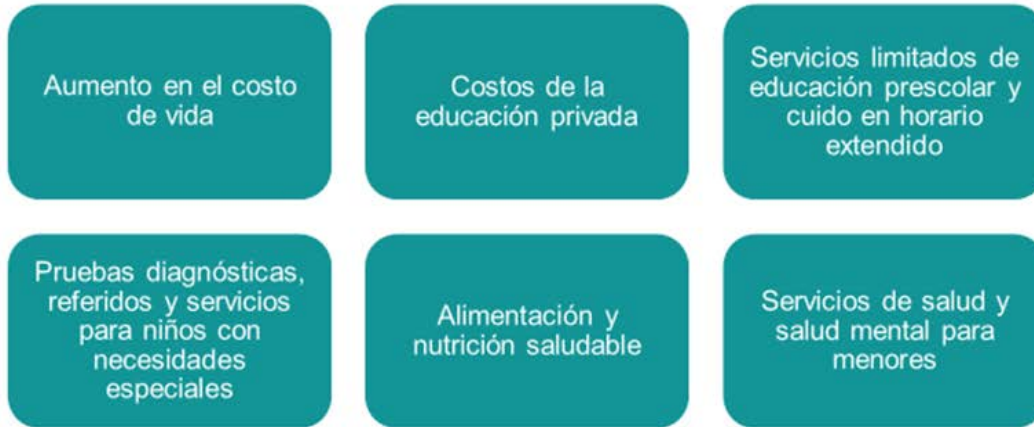 Aumento en el costo
de vida
Costos de la
educación privada
Servicios limitados de
educación prescolar y
cuido en horario
extendido
Pruebas diagnósticas,
referidos y servicios
para niños con
necesidades
especiales
Alimentación y
nutrición saludable
Servicios de salud y
salud mental para
menores